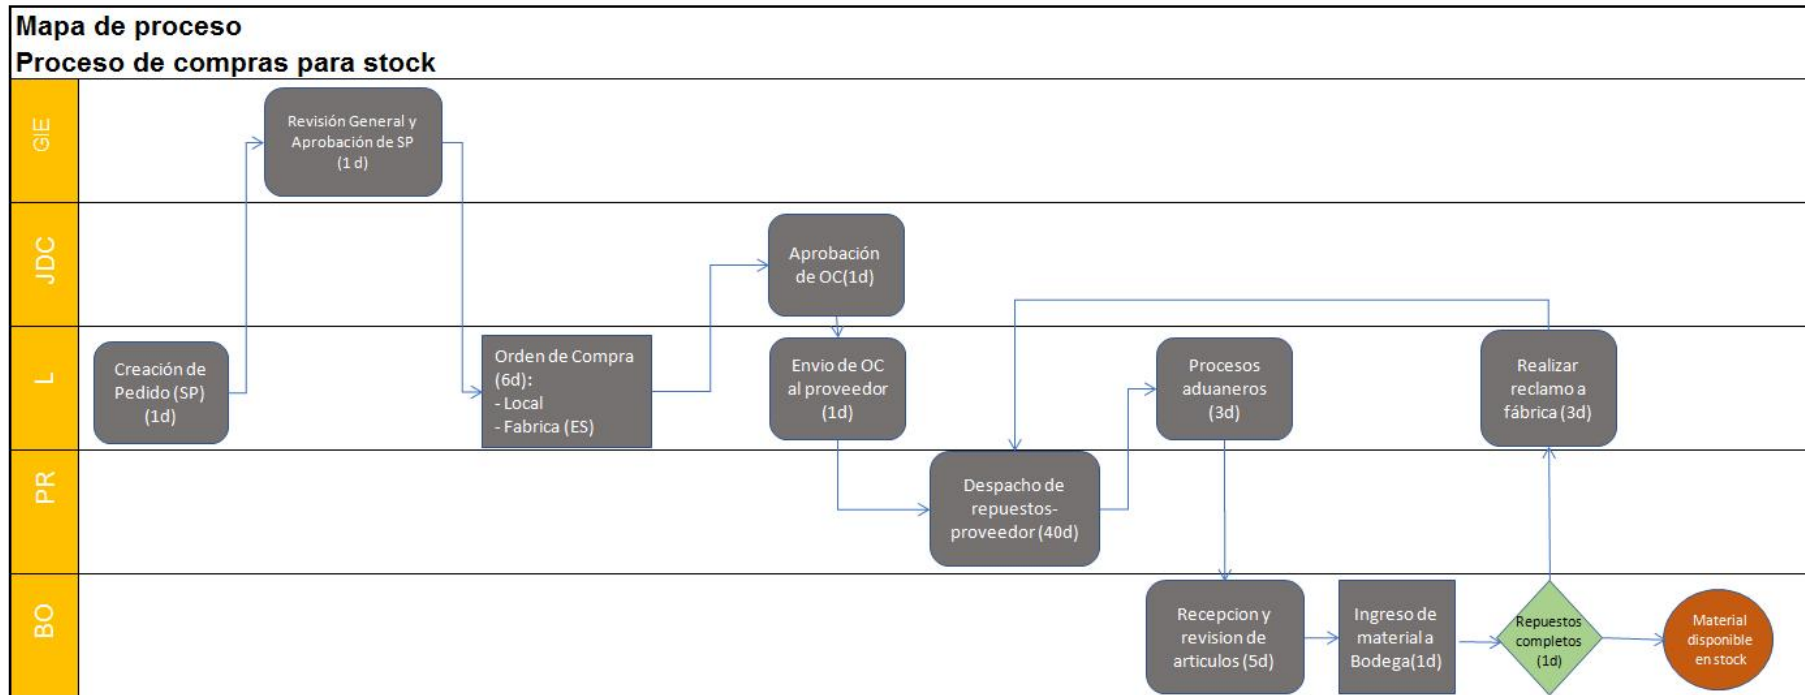 Mapa de proceso
Proceso de compras para stock
GIE
Revisión General y
Aprobación de SP
(1 d)
JDC
Aprobación
de OC(1d)
L
Creación de
Pedido (SP)
(1d)
Orden de Compra
(6d):
- Local
- Fabrica (ES)
Envio de OC
al proveedor
(1d)
Procesos
aduaneros
(3d)
Realizar
reclamo a
fábrica (3d)
PR
Despacho de
repuestos-
proveedor (40d)
BO
Recepcion y
revision de
articulos (5d)
Ingreso de
material a
Bodega(1d)
Repuestos
completos
(1d)
Material
disponible
en stock